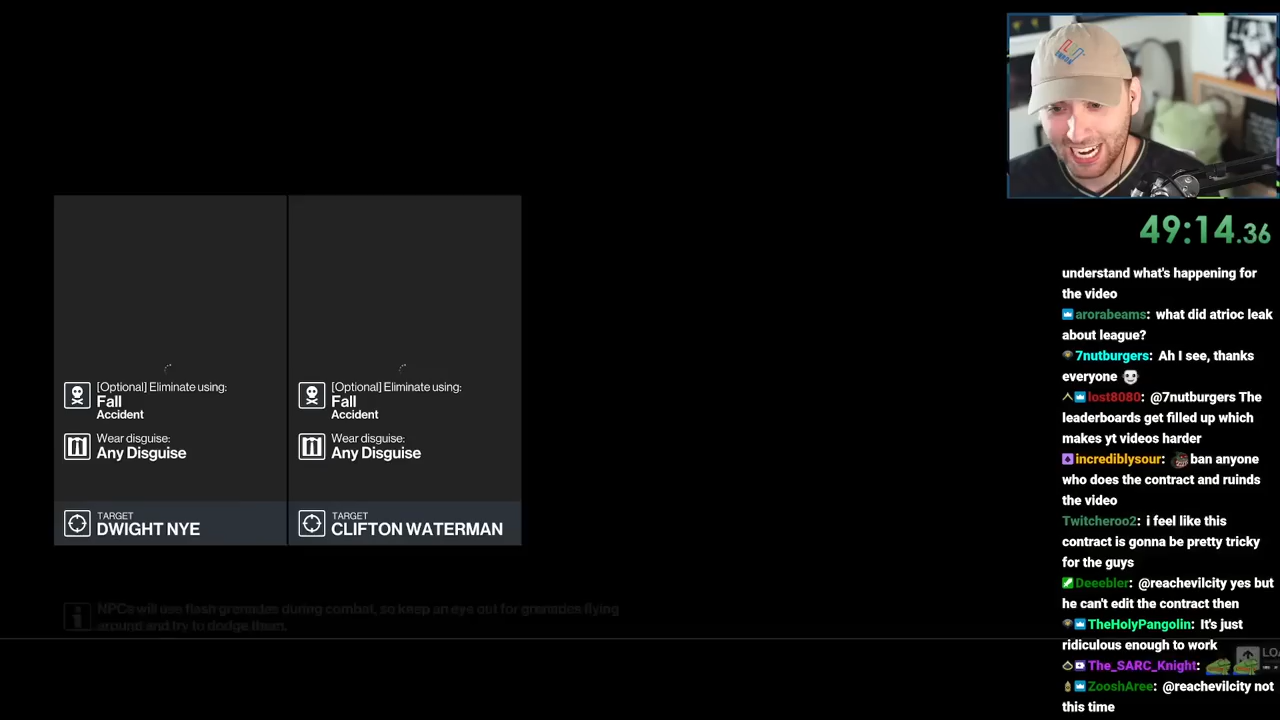 49:14.36
understand what's happening for
the video
arorabeams: what did atrioc leak
about league?
7nutburgers: Ah I see, thanks
everyone
lost8080: @7nutburgers The
leaderboards get filled up which
makes yt videos harder
incrediblysour: ban anyone
who does the contract and ruinds
the video
Twitcheroo2: i feel like this
contract is gonna be pretty tricky
for the guys
Deeebler: @reachevilcity yes but
he can't edit the contract then
TheHolyPangolin: It's just
ridiculous enough to work
The_SARC_Knight:
ZooshAree: @reachevilcity not
this time
[Optional] Eliminate using:
Fall
Accident
Wear disguise:
Any Disguise
TARGET
DWIGHT NYE
[Optional] Eliminate using:
Fall
Accident
Wear disguise:
Any Disguise
TARGET
CLIFTON WATERMAN
NPCs will use flash grenades during combat, so keep an eye out for grenades flying
around and try to dodge them.